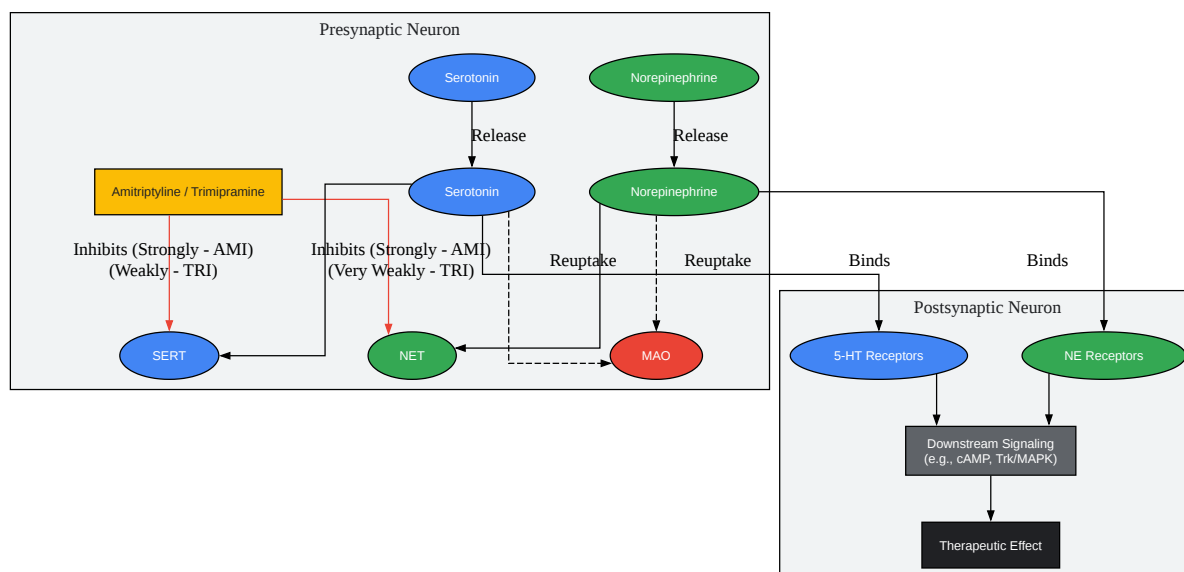 Presynaptic Neuron
Serotonin
Norepinephrine
Release
Release
Amitriptyline / Trimipramine
Serotonin
Norepinephrine
Inhibits (Strongly - AMI)
(Weakly - TRI)
Inhibits (Strongly - AMI)
(Very Weakly - TRI)
Reuptake
Reuptake
Binds
Binds
Postsynaptic Neuron
SERT
NET
MAO
5-HT Receptors
NE Receptors
Downstream Signaling
(e.g., cAMP, Trk/MAPK)
Therapeutic Effect